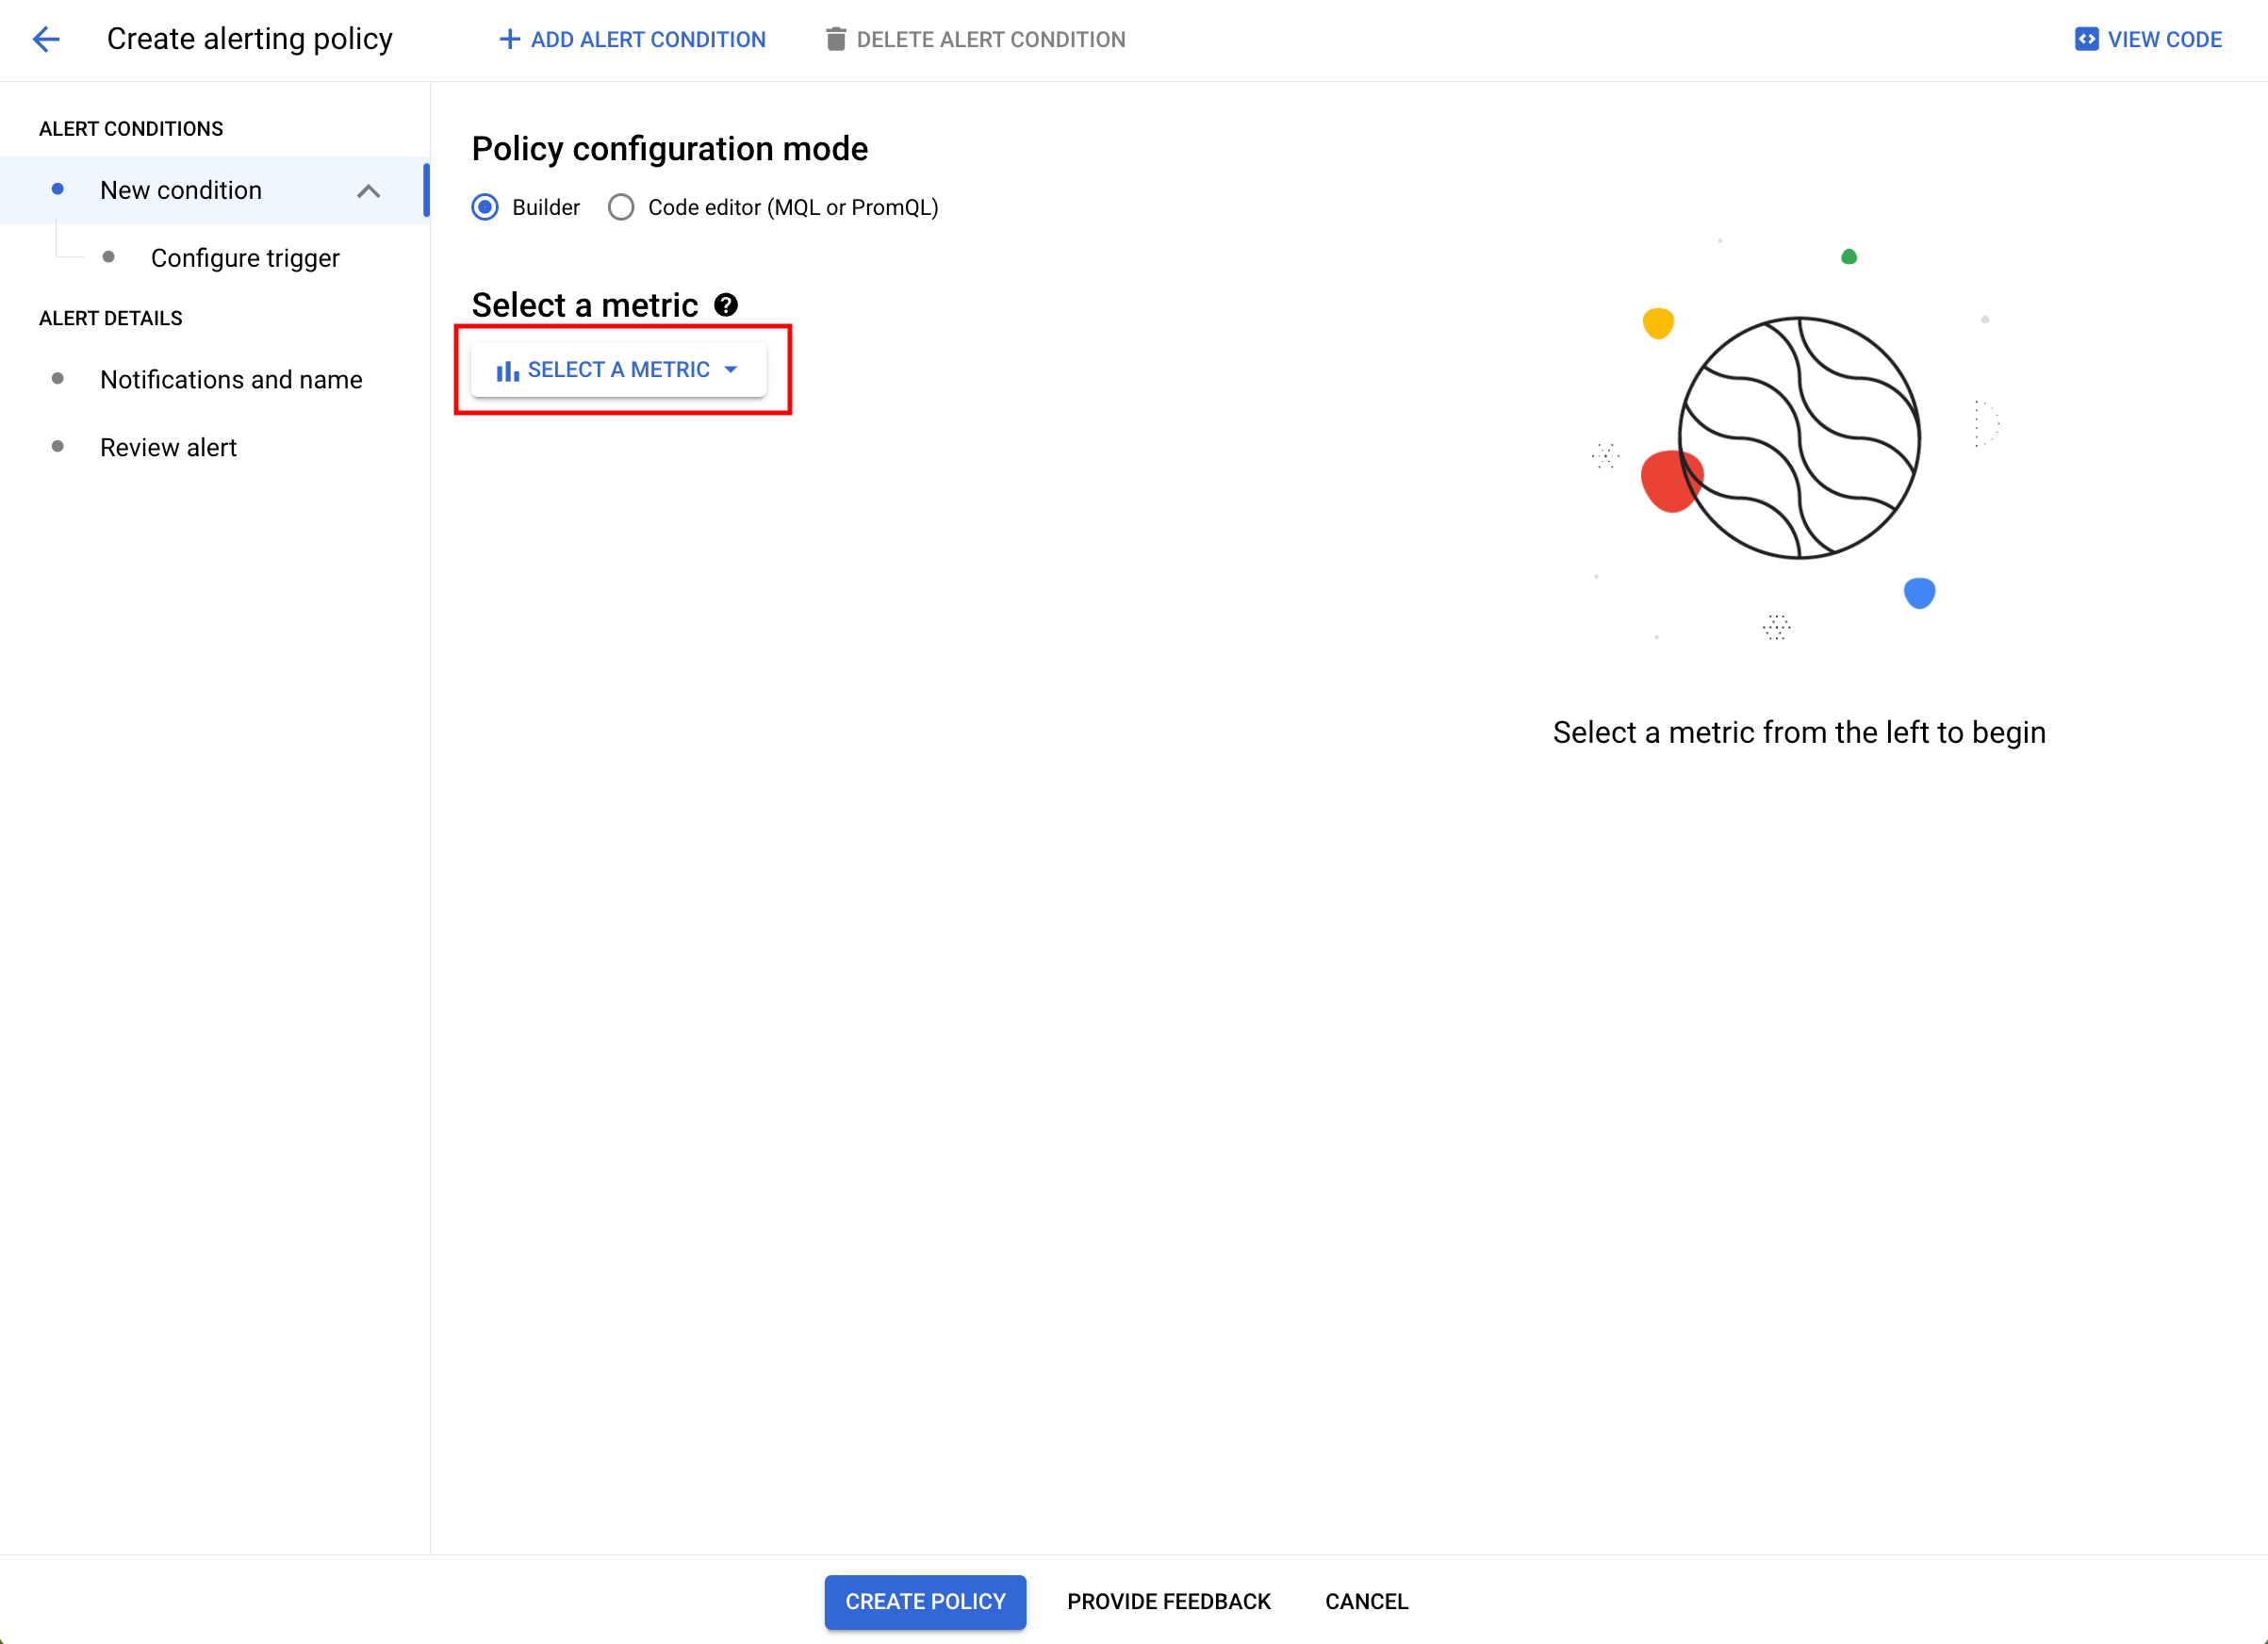 Create alerting policy
ADD ALERT CONDITION
DELETE ALERT CONDITION
VIEW CODE
ALERT CONDITIONS
New condition
Configure trigger
ALERT DETAILS
Notifications and name
Review alert
Policy configuration mode
Builder
Code editor (MQL or PromQL)
Select a metric
SELECT A METRIC
Select a metric from the left to begin
CREATE POLICY
PROVIDE FEEDBACK
CANCEL